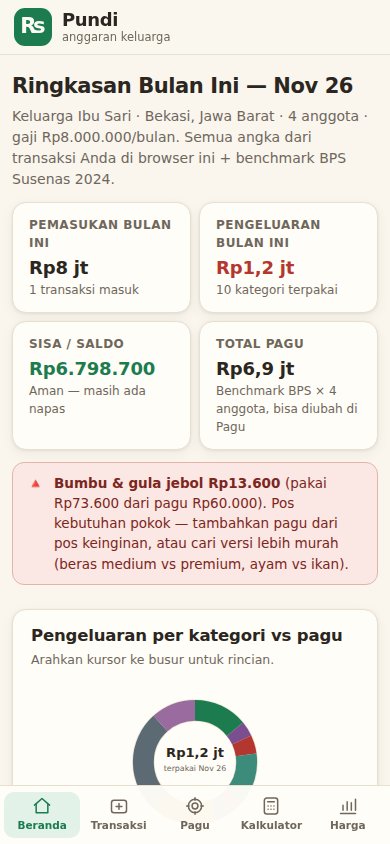 Rs
Pundi
anggaran keluarga
Ringkasan Bulan Ini — Nov 26
Keluarga Ibu Sari · Bekasi, Jawa Barat · 4 anggota ·
gaji Rp8.000.000/bulan. Semua angka dari
transaksi Anda di browser ini + benchmark BPS
Susenas 2024.
PEMASUKAN BULAN
INI
Rp8 jt
1 transaksi masuk
PENGELUARAN
BULAN INI
Rp1,2 jt
10 kategori terpakai
SISA / SALDO
Rp6.798.700
Aman — masih ada
napas
TOTAL PAGU
Rp6,9 jt
Benchmark BPS × 4
anggota, bisa diubah di
Pagu
Bumbu & gula jebol Rp13.600 (pakai
Rp73.600 dari pagu Rp60.000). Pos
kebutuhan pokok — tambahkan pagu dari
pos keinginan, atau cari versi lebih murah
(beras medium vs premium, ayam vs ikan).
Pengeluaran per kategori vs pagu
Arahkan kursor ke busur untuk rincian.
Rp1,2 jt
terpakai Nov 26
Beranda
Transaksi
Pagu
Kalkulator
Harga